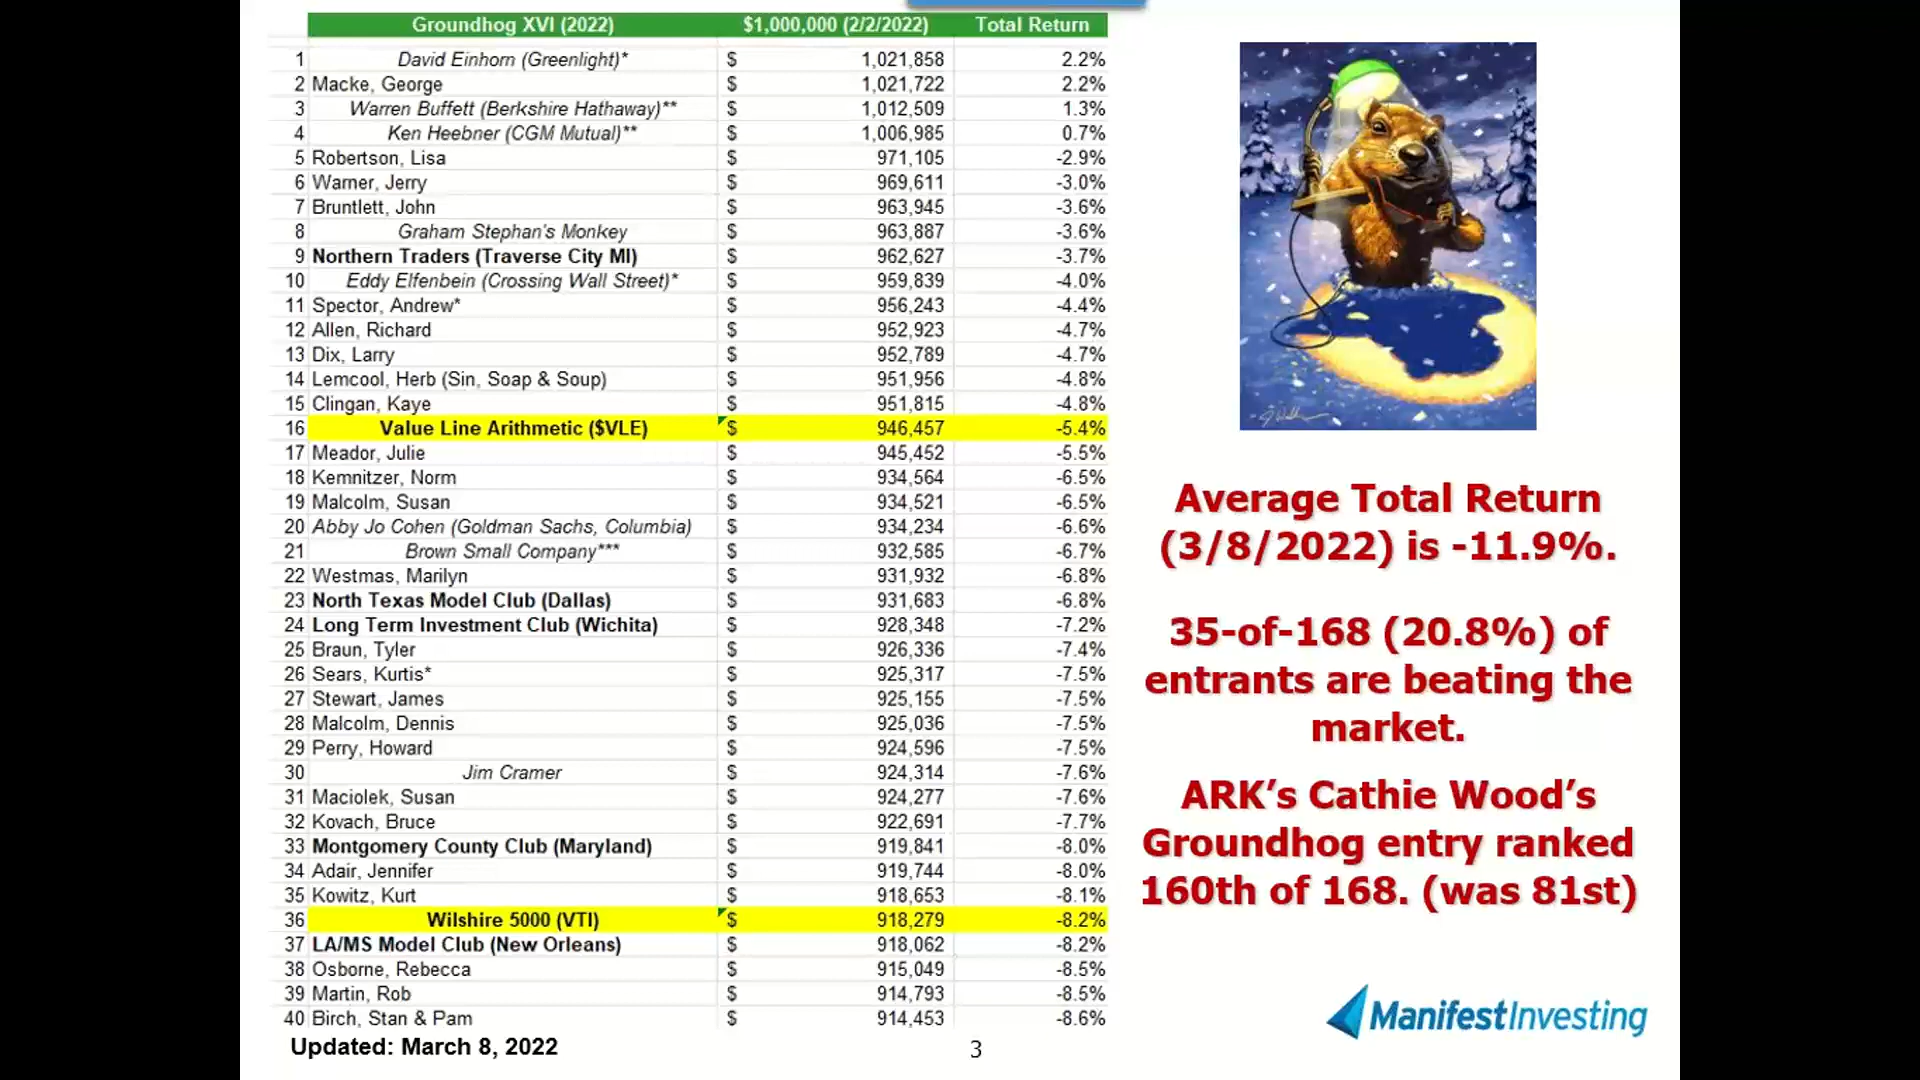 Groundhog XVI (2022) $1,000,000 (2/2/2022) Total Return
1 David Einhorn (Greenlight)* $ 1,021,858 2.2%
2 Macke, George $ 1,021,722 2.2%
3 Warren Buffett (Berkshire Hathaway)** $ 1,012,509 1.3%
4 Ken Heebner (CGM Mutual)** $ 1,006,985 0.7%
5 Robertson, Lisa $ 971,105 -2.9%
6 Warner, Jerry $ 969,611 -3.0%
7 Bruntlett, John $ 963,945 -3.6%
8 Graham Stephan's Monkey $ 963,887 -3.6%
9 Northern Traders (Traverse City MI) $ 962,627 -3.7%
10 Eddy Elfenbein (Crossing Wall Street)* $ 959,839 -4.0%
11 Spector, Andrew* $ 956,243 -4.4%
12 Allen, Richard $ 952,923 -4.7%
13 Dix, Larry $ 952,789 -4.7%
14 Lemcool, Herb (Sin, Soap & Soup) $ 951,956 -4.8%
15 Clingan, Kaye $ 951,815 -4.8%
16 Value Line Arithmetic ($VLE) $ 946,457 -5.4%
17 Meador, Julie $ 945,452 -5.5%
18 Kemnitzer, Norm $ 934,564 -6.5%
19 Malcolm, Susan $ 934,521 -6.5%
20 Abby Jo Cohen (Goldman Sachs, Columbia) $ 934,234 -6.6%
21 Brown Small Company*** $ 932,585 -6.7%
22 Westmas, Marilyn $ 931,932 -6.8%
23 North Texas Model Club (Dallas) $ 931,683 -6.8%
24 Long Term Investment Club (Wichita) $ 928,348 -7.2%
25 Braun, Tyler $ 926,336 -7.4%
26 Sears, Kurtis* $ 925,317 -7.5%
27 Stewart, James $ 925,155 -7.5%
28 Malcolm, Dennis $ 925,036 -7.5%
29 Perry, Howard $ 924,596 -7.5%
30 Jim Cramer $ 924,314 -7.6%
31 Maciolek, Susan $ 924,277 -7.6%
32 Kovach, Bruce $ 922,691 -7.7%
33 Montgomery County Club (Maryland) $ 919,841 -8.0%
34 Adair, Jennifer $ 919,744 -8.0%
35 Kowitz, Kurt $ 918,653 -8.1%
36 Wilshire 5000 (VTI) $ 918,279 -8.2%
37 LA/MS Model Club (New Orleans) $ 918,062 -8.2%
38 Osborne, Rebecca $ 915,049 -8.5%
39 Martin, Rob $ 914,793 -8.5%
40 Birch, Stan & Pam $ 914,453 -8.6%
Updated: March 8, 2022
3
Average Total Return
(3/8/2022) is -11.9%.
35-of-168 (20.8%) of
entrants are beating the
market.
ARK's Cathie Wood's
Groundhog entry ranked
160th of 168. (was 81st)
ManifestInvesting